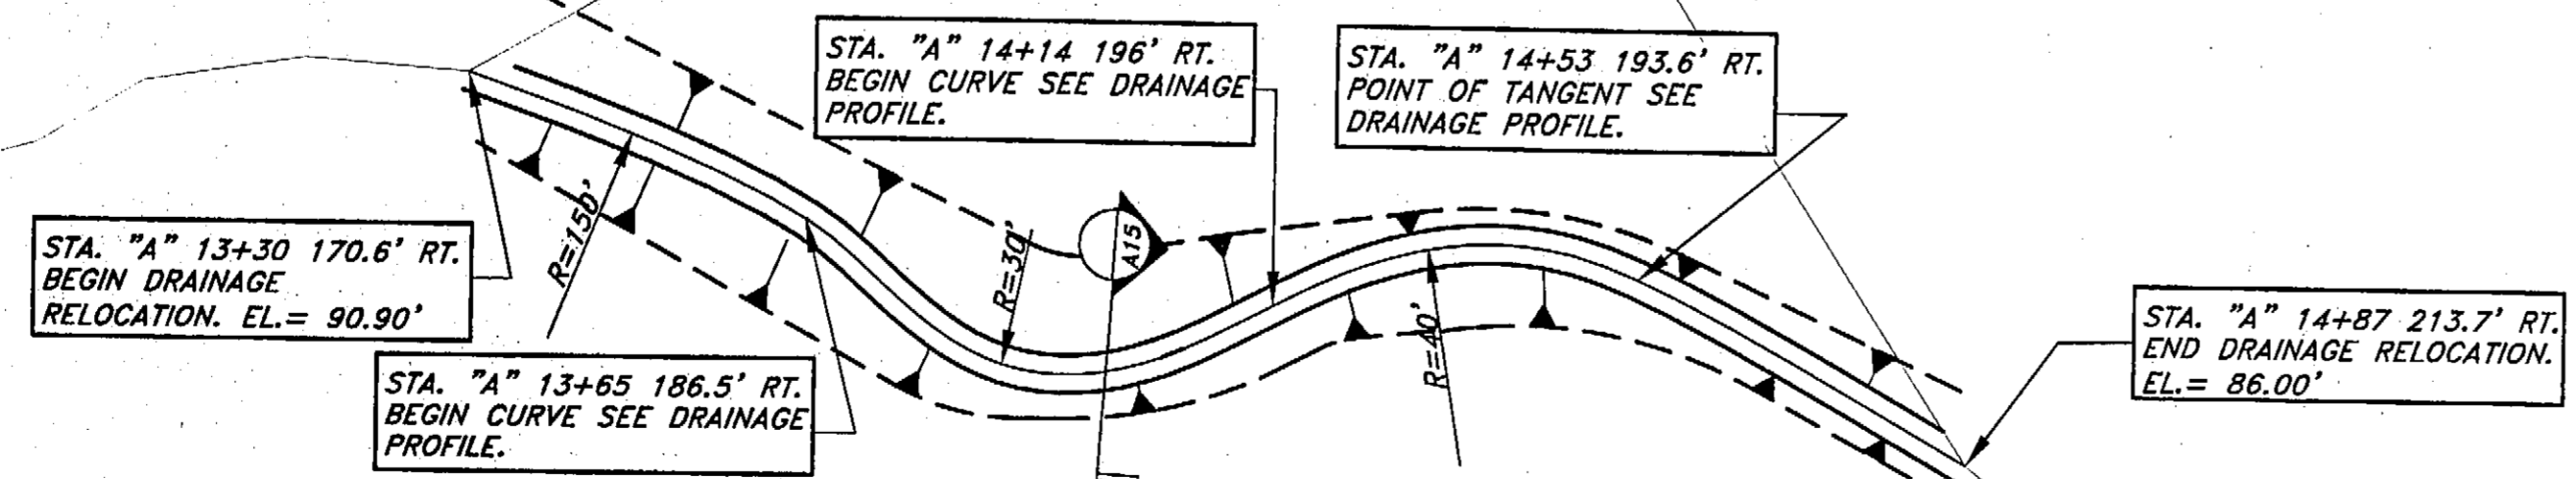 STA. "A" 14+14 196' RT.
BEGIN CURVE SEE DRAINAGE
PROFILE.
STA. "A" 14+53 193.6' RT.
POINT OF TANGENT SEE
DRAINAGE PROFILE.
STA. "A" 13+30 170.6' RT.
BEGIN DRAINAGE
RELOCATION. EL.= 90.90'
R=150'
R=30'
A15
R=40'
STA. "A" 13+65 186.5' RT.
BEGIN CURVE SEE DRAINAGE
PROFILE.
STA. "A" 14+87 213.7' RT.
END DRAINAGE RELOCATION.
EL.= 86.00'